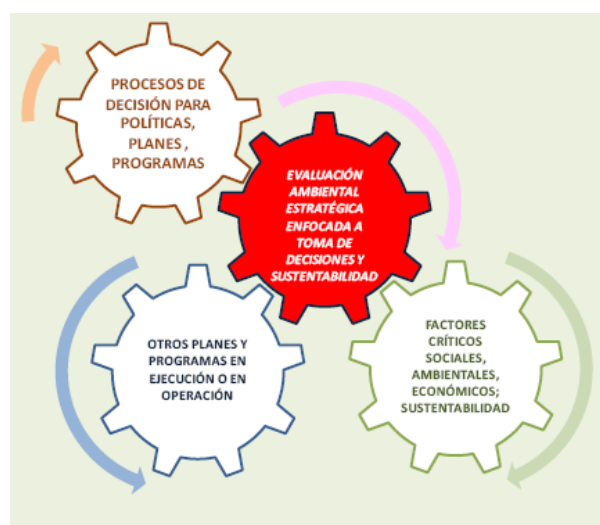 PROCESOS DE
DECISIÓN PARA
POLÍTICAS,
PLANES ,
PROGRAMAS
EVALUACIÓN
AMBIENTAL
ESTRATÉGICA
ENFOCADA A
TOMA DE
DECISIONES Y
SUSTENTABILIDAD
OTROS PLANES Y
PROGRAMAS EN
EJECUCIÓN O EN
OPERACIÓN
FACTORES
CRÍTICOS
SOCIALES,
AMBIENTALES,
ECONÓMICOS;
SUSTENTABILIDAD